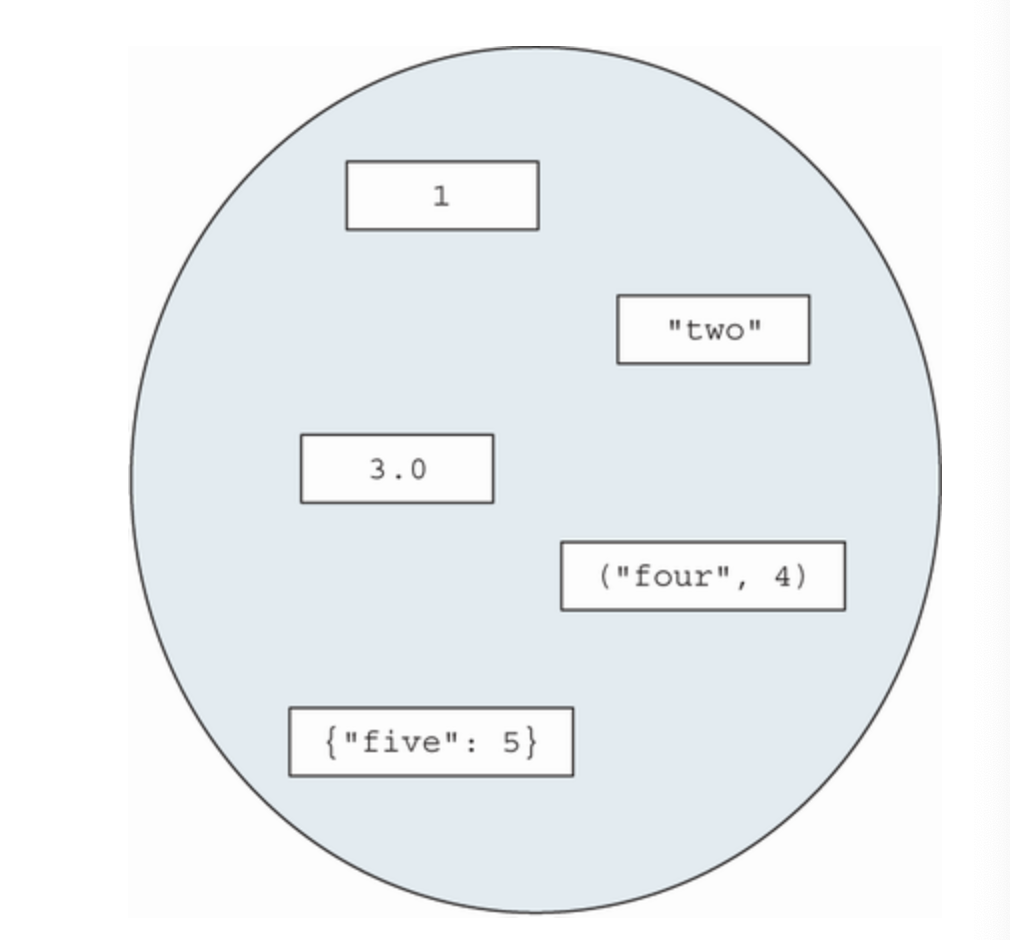 1
"two"
3.0
("four", 4)
{"five": 5}